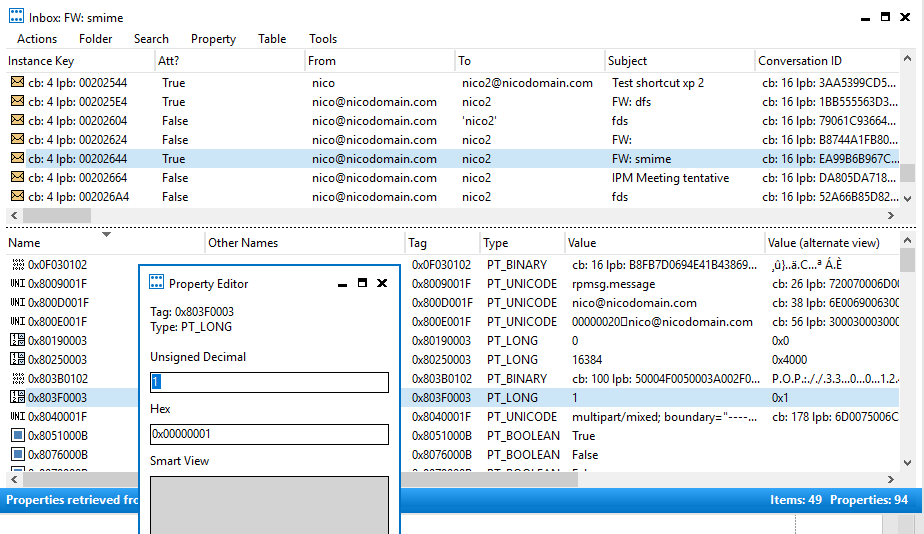 Inbox: FW: smime
Actions Folder Search Property Table Tools
Instance Key Att? From To Subject Conversation ID
cb: 4 lpb: 00202544 True nico nico2@nicodomain.com Test shortcut xp 2 cb: 16 lpb: 3AA5399CD5...
cb: 4 lpb: 002025E4 True nico@nicodomain.com nico2 FW: dfs cb: 16 lpb: 1BB555563D3...
cb: 4 lpb: 00202604 False nico@nicodomain.com 'nico2' fds cb: 16 lpb: 79061C93664...
cb: 4 lpb: 00202624 False nico@nicodomain.com nico2 FW: cb: 16 lpb: B8744A1FB80...
cb: 4 lpb: 00202644 True nico@nicodomain.com nico2 FW: smime cb: 16 lpb: EA99B6B967C...
cb: 4 lpb: 00202664 False nico@nicodomain.com nico2 IPM Meeting tentative cb: 16 lpb: DA805DA718...
cb: 4 lpb: 002026A4 False nico@nicodomain.com nico2 fds cb: 16 lpb: 52A66B85D82...
Name Other Names Tag Type Value Value (alternate view)
0x0F030102 0x0F030102 PT_BINARY cb: 16 lpb: B8FB7D0694E41B43869... ¸û}..ä.C...ª Á.È
UNI 0x8009001F 0x8009001F PT_UNICODE rpmsg.message cb: 26 lpb: 720070006D00...
UNI 0x800D001F 0x800D001F PT_UNICODE nico@nicodomain.com cb: 38 lpb: 6E0069006300...
UNI 0x800E001F 0x800E001F PT_UNICODE 00000020 nico@nicodomain.com cb: 56 lpb: 300030003000...
0x80190003 0x80190003 PT_LONG 0 0x0
0x80250003 0x80250003 PT_LONG 16384 0x4000
0x803B0102 0x803B0102 PT_BINARY cb: 100 lpb: 50004F0050003A002F0... P.O.P.:././.3.3...0...0...1.2.4
0x803F0003 0x803F0003 PT_LONG 1 0x1
UNI 0x8040001F 0x8040001F PT_UNICODE multipart/mixed; boundary="----... cb: 178 lpb: 6D0075006C...
0x8051000B 0x8051000B PT_BOOLEAN True
0x8076000B 0x8076000B PT_BOOLEAN False
Property Editor
Tag: 0x803F0003
Type: PT_LONG
Unsigned Decimal
1
Hex
0x00000001
Smart View
Properties retrieved fro Items: 49 Properties: 94